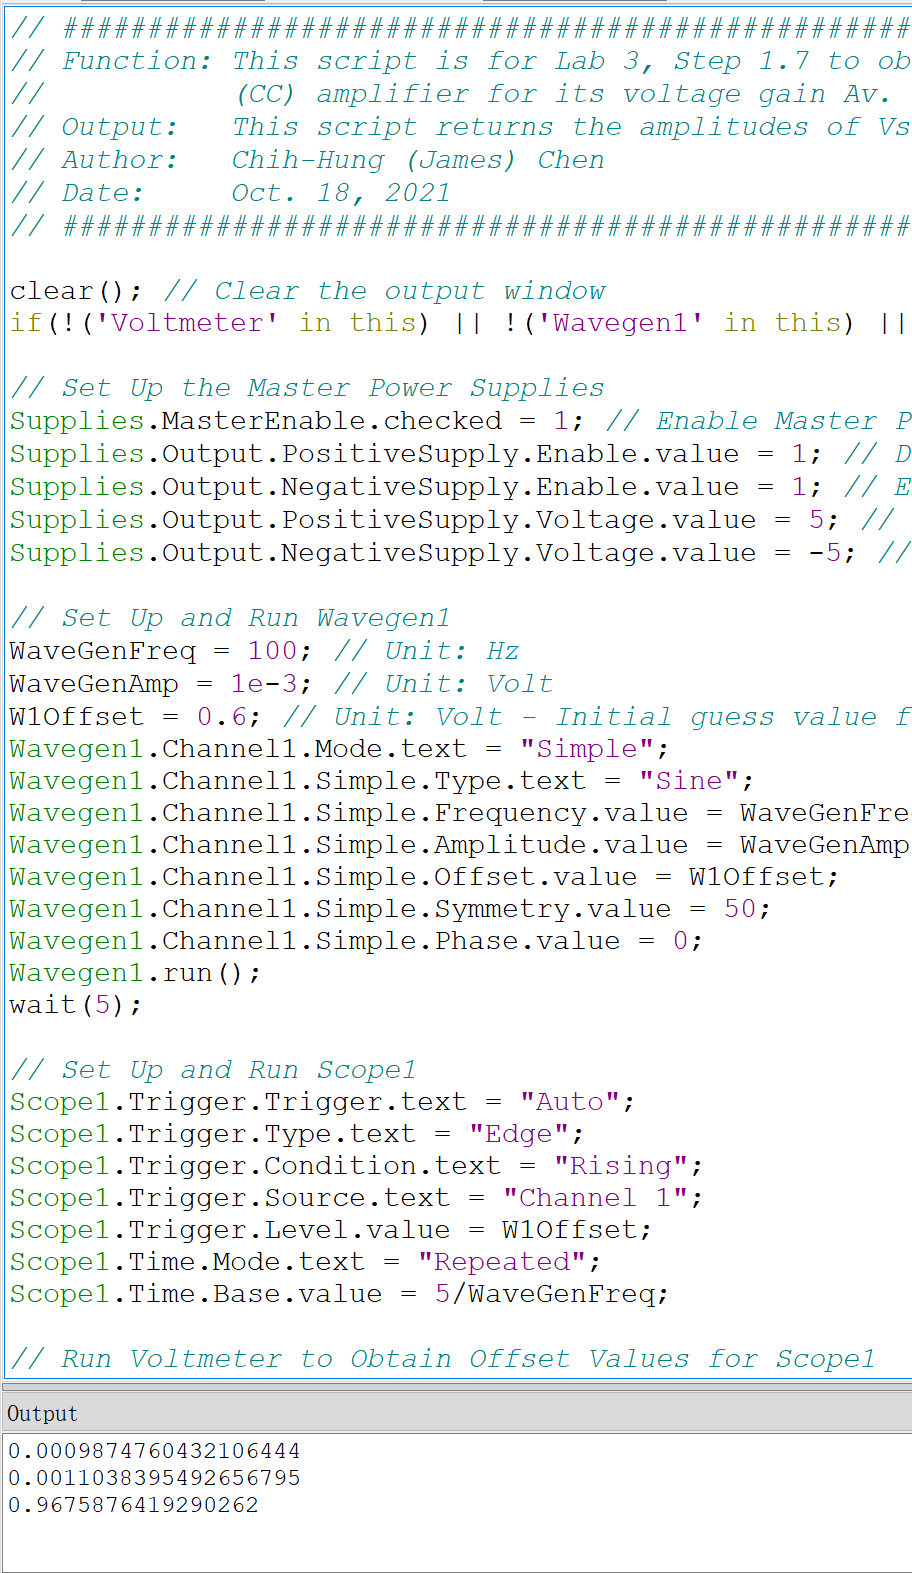 // ##################################################
// Function: This script is for Lab 3, Step 1.7 to ob
//           (CC) amplifier for its voltage gain Av.
// Output:   This script returns the amplitudes of Vs
// Author:   Chih-Hung (James) Chen
// Date:     Oct. 18, 2021
// ##################################################
clear(); // Clear the output window
if(!('Voltmeter' in this) || !('Wavegen1' in this) ||
// Set Up the Master Power Supplies
Supplies.MasterEnable.checked = 1; // Enable Master P
Supplies.Output.PositiveSupply.Enable.value = 1; // D
Supplies.Output.NegativeSupply.Enable.value = 1; // E
Supplies.Output.PositiveSupply.Voltage.value = 5; //
Supplies.Output.NegativeSupply.Voltage.value = -5; //
// Set Up and Run Wavegen1
WaveGenFreq = 100; // Unit: Hz
WaveGenAmp = 1e-3; // Unit: Volt
W1Offset = 0.6; // Unit: Volt - Initial guess value f
Wavegen1.Channel1.Mode.text = "Simple";
Wavegen1.Channel1.Simple.Type.text = "Sine";
Wavegen1.Channel1.Simple.Frequency.value = WaveGenFre
Wavegen1.Channel1.Simple.Amplitude.value = WaveGenAmp
Wavegen1.Channel1.Simple.Offset.value = W1Offset;
Wavegen1.Channel1.Simple.Symmetry.value = 50;
Wavegen1.Channel1.Simple.Phase.value = 0;
Wavegen1.run();
wait(5);
// Set Up and Run Scope1
Scope1.Trigger.Trigger.text = "Auto";
Scope1.Trigger.Type.text = "Edge";
Scope1.Trigger.Condition.text = "Rising";
Scope1.Trigger.Source.text = "Channel 1";
Scope1.Trigger.Level.value = W1Offset;
Scope1.Time.Mode.text = "Repeated";
Scope1.Time.Base.value = 5/WaveGenFreq;
// Run Voltmeter to Obtain Offset Values for Scope1
Output
0.0009874760432106444
0.0011038395492656795
0.9675876419290262